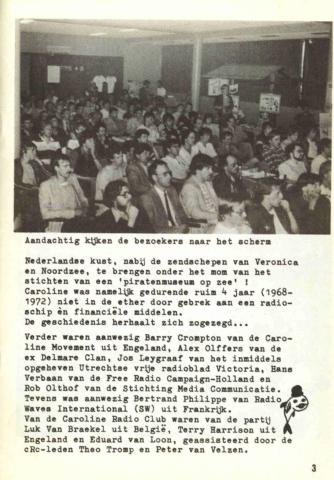 Aandachtig kijken de bezoekers naar het scherm
Nederlandse kust, nabij de zendschepen van Veronica
en Noordzee, te brengen onder het mom van het
stichten van een 'piratenmuseum op zee' !
Caroline was namelijk gedurende ruim 4 jaar (1968-
1972) niet in de ether door gebrek aan een radio-
schip èn financiële middelen.
De geschiedenis herhaalt zich zogezegd...
Verder waren aanwezig Barry Crompton van de Caro-
line Movement uit Engeland, Alex Olffers van de
ex Delmare Clan, Jos Leygraaf van het inmiddels
opgeheven Utrechtse vrije radioblad Victoria, Hans
Verbaan van de Free Radio Campaign-Holland en
Rob Olthof van de Stichting Media Communicatie.
Tevens was aanwezig Bertrand Philippe van Radio
Waves International (SW) uit Frankrijk.
Van de Caroline Radio Club waren van de partij
Luk Van Braekel uit België, Terry Harrison uit
Engeland en Eduard van Loon, geassisteerd door de
cRc-leden Theo Tromp en Peter van Velzen.
3